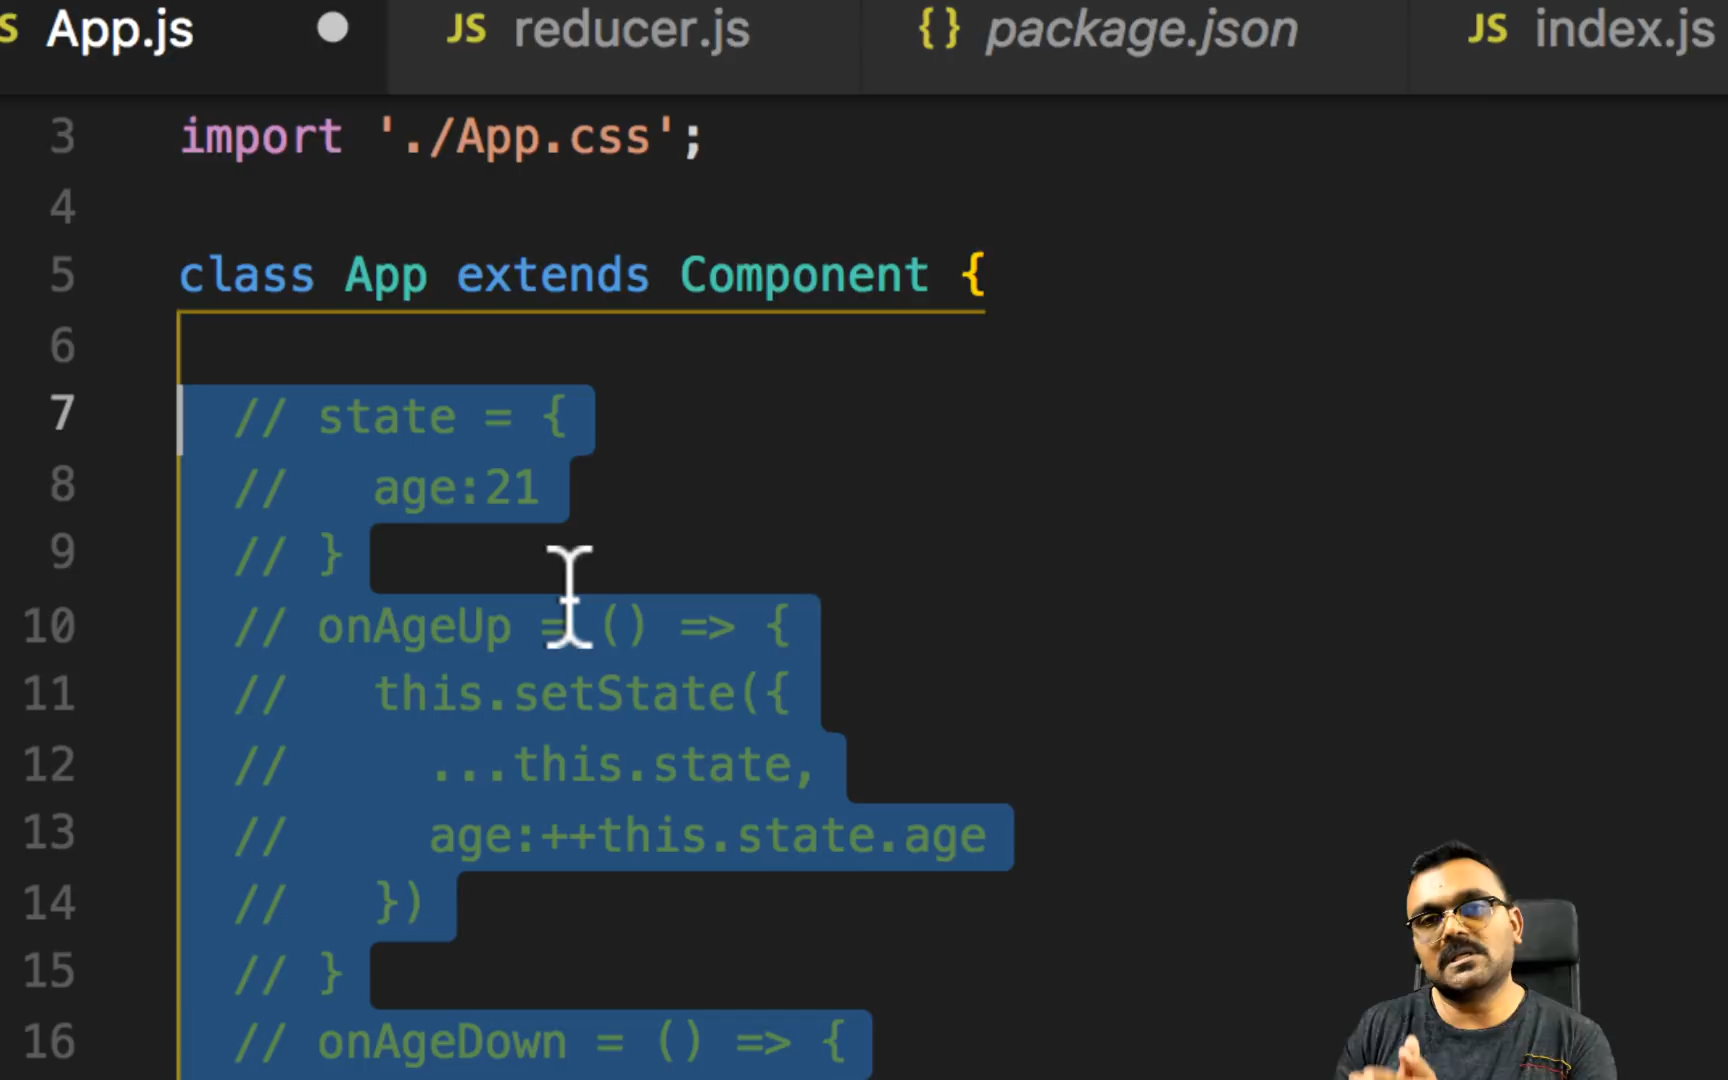 S App.js JS reducer.js {} package.json JS index.js
3 import './App.css';
4
5 class App extends Component {
6
7 // state = {
8 //   age:21
9 // }
10 // onAgeUp = () => {
11 //   this.setState({
12 //     ...this.state,
13 //     age:++this.state.age
14 //   })
15 // }
16 // onAgeDown = () => {